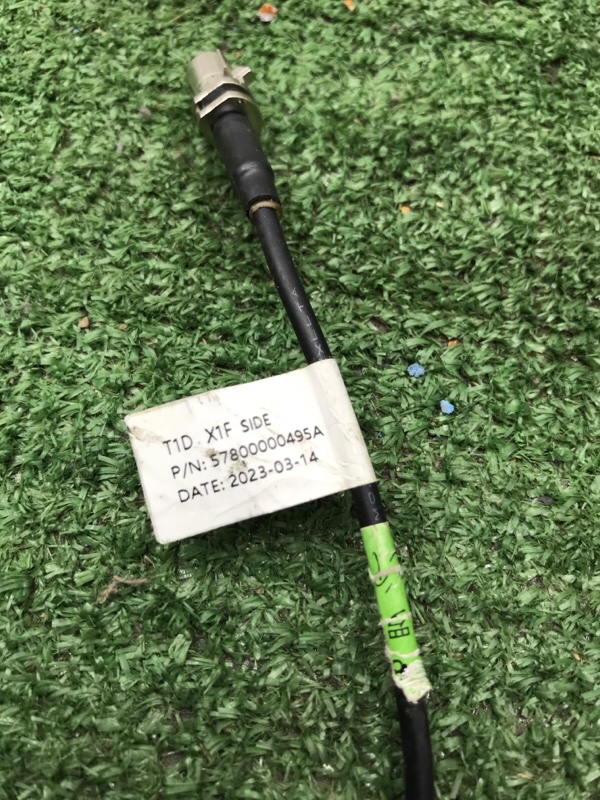 T1D X1F SIDE
P/N: 57800000495A
DATE: 2023-03-14